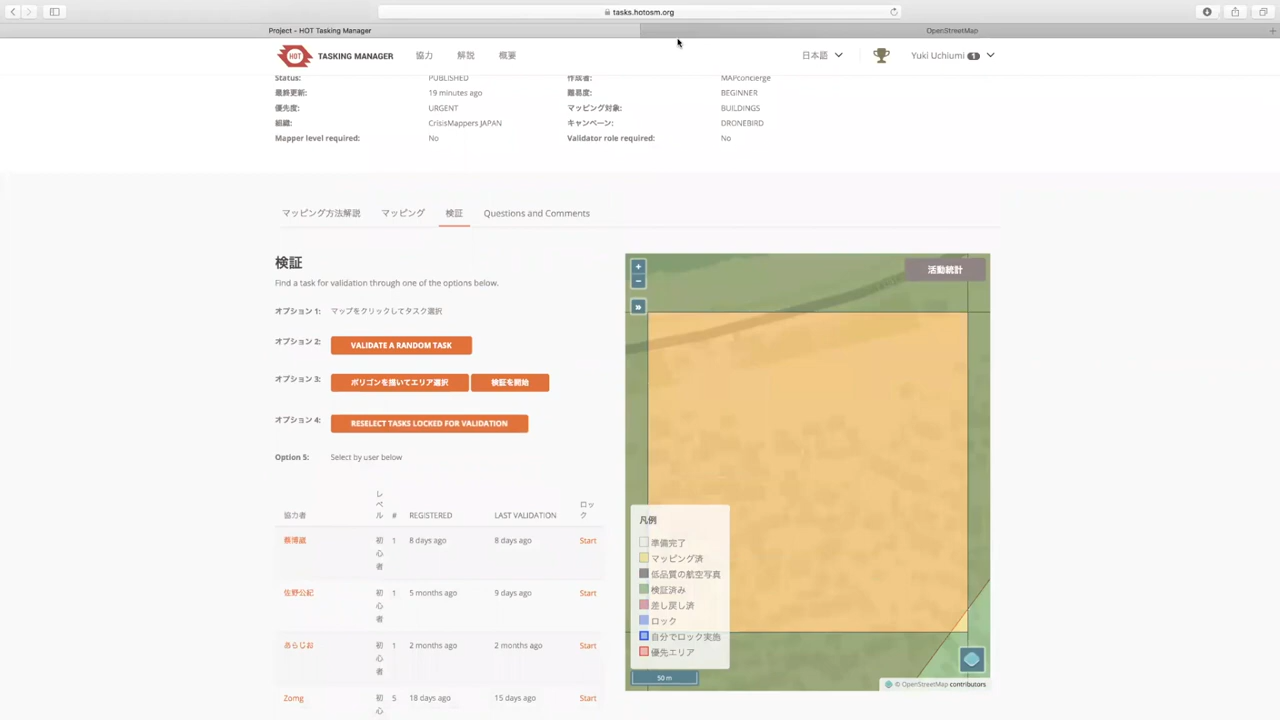 tasks.hotosm.org
Project - HOT Tasking Manager
OpenStreetMap
HOT
TASKING MANAGER
協力
解説
概要
日本語
Yuki Uchiumi 1
Status:
PUBLISHED
作成者:
MAPconcierge
最終更新:
19 minutes ago
難易度:
BEGINNER
優先度:
URGENT
マッピング対象:
BUILDINGS
組織:
CrisisMappers JAPAN
キャンペーン:
DRONEBIRD
Mapper level required:
No
Validator role required:
No
マッピング方法解説
マッピング
検証
Questions and Comments
検証
Find a task for validation through one of the options below.
オプション 1:
マップをクリックしてタスク選択
オプション 2:
VALIDATE A RANDOM TASK
オプション 3:
ポリゴンを描いてエリア選択
検証を開始
オプション 4:
RESELECT TASKS LOCKED FOR VALIDATION
Option 5:
Select by user below
協力者
レベル
#
REGISTERED
LAST VALIDATION
ロック
蔡博崴
初心者
1
8 days ago
8 days ago
Start
佐野公紀
初心者
1
5 months ago
9 days ago
Start
あらじお
初心者
1
2 months ago
2 months ago
Start
Zomg
初心
5
18 days ago
15 days ago
Start
+
−
»
活動統計
凡例
準備完了
マッピング済
低品質の航空写真
検証済み
差し戻し済
ロック
自分でロック実施
優先エリア
50 m
© OpenStreetMap contributors.